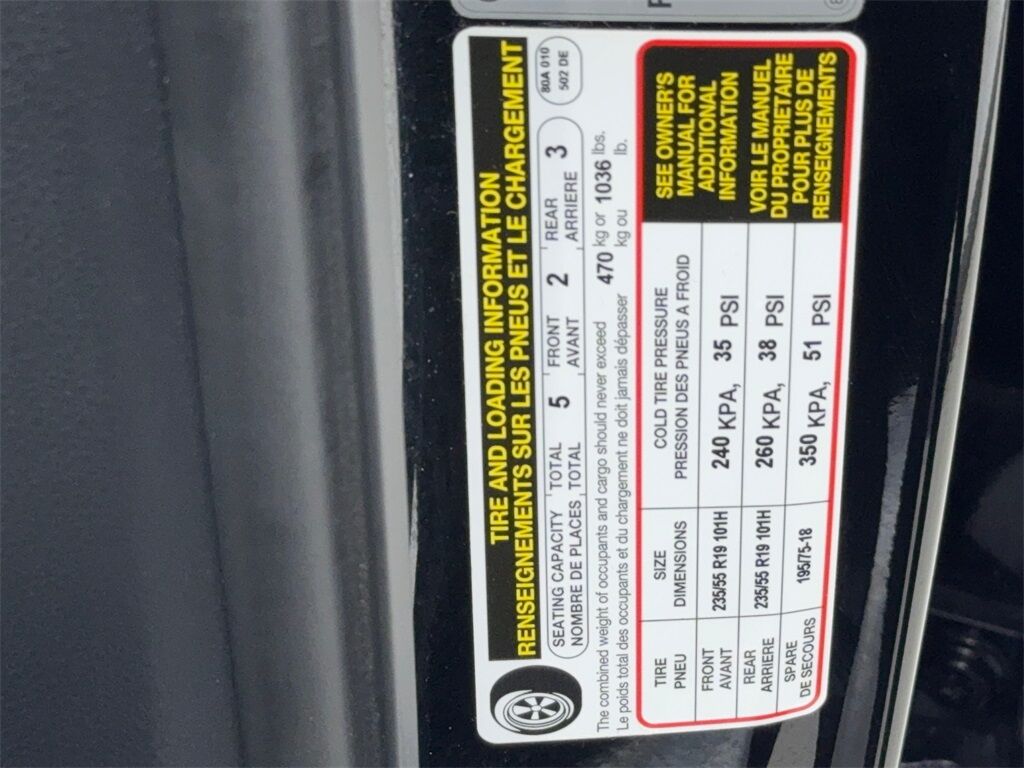 TIRE AND LOADING INFORMATION
RENSEIGNEMENTS SUR LES PNEUS ET LE CHARGEMENT
80A 010
502 DE
SEATING CAPACITY TOTAL 5 FRONT 2 REAR 3
NOMBRE DE PLACES TOTAL AVANT ARRIERE
The combined weight of occupants and cargo should never exceed 470 kg or 1036 lbs.
Le poids total des occupants et du chargement ne doit jamais dépasser kg ou lb.
TIRE SIZE COLD TIRE PRESSURE
PNEU DIMENSIONS PRESSION DES PNEUS A FROID
FRONT
AVANT 235/55 R19 101H 240 KPA, 35 PSI
REAR
ARRIERE 235/55 R19 101H 260 KPA, 38 PSI
SPARE
DE SECOURS 195/75-18 350 KPA, 51 PSI
SEE OWNER'S
MANUAL FOR
ADDITIONAL
INFORMATION
VOIR LE MANUEL
DU PROPRIETAIRE
POUR PLUS DE
RENSEIGNEMENTS